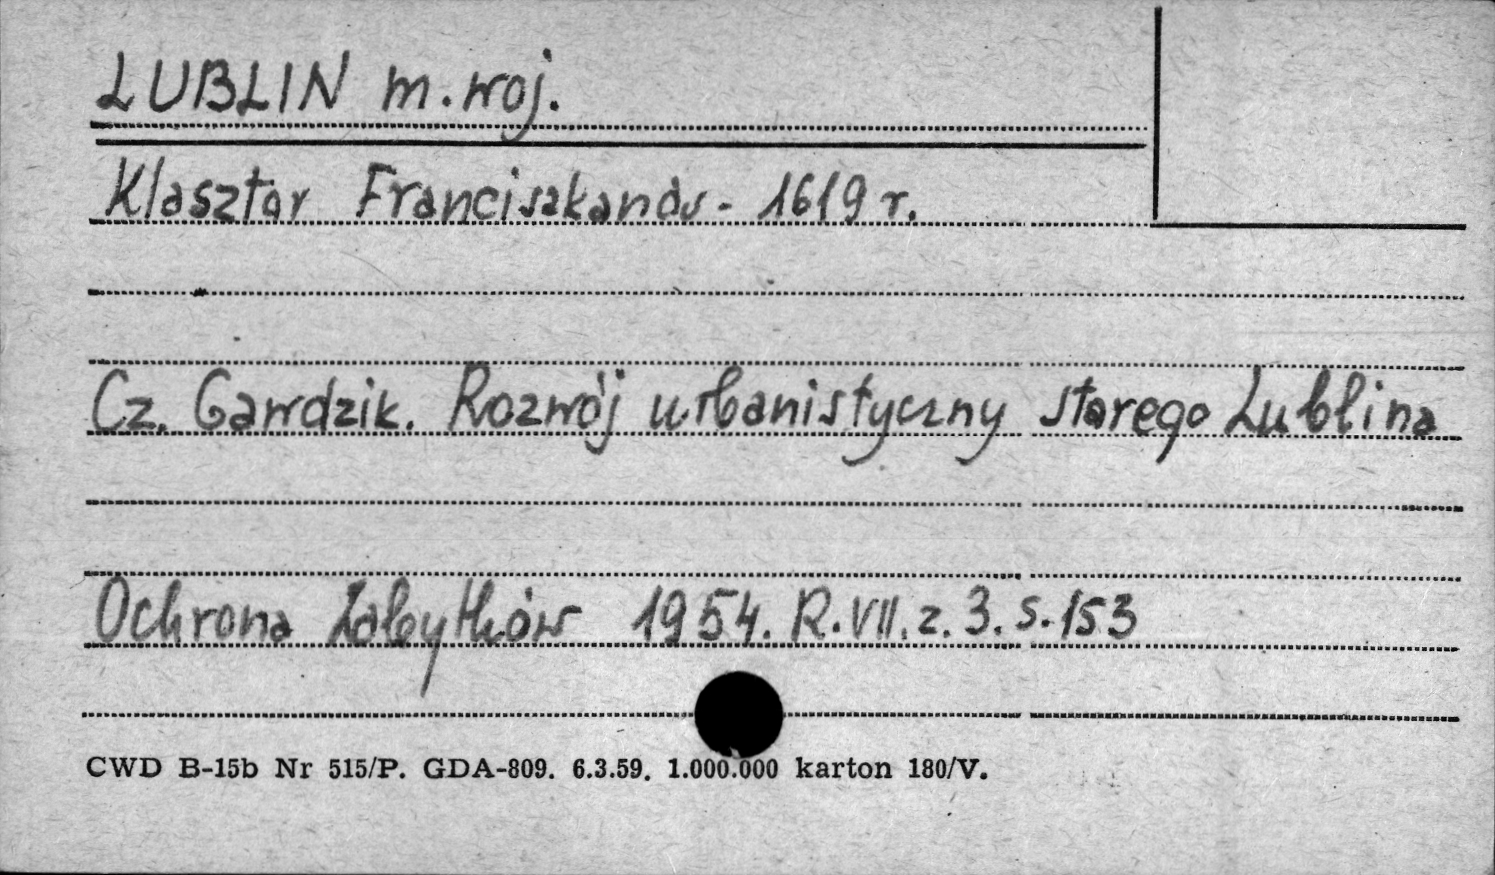 LUBLIN m. woj.
Klasztor Franciszkanów - 1619 r.
Cz. Gawdzik. Rozwój urbanistyczny starego Lublina
Ochrona Zabytków 1954. R. VII. z. 3. s. 153
CWD B-15b Nr 515/P. GDA-809. 6.3.59. 1.000.000 karton 180/V.